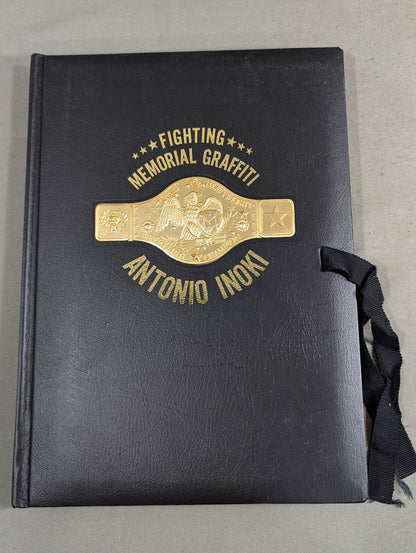 ★★★★FIGHTING★★★★
MEMORIAL GRAFFITI
ANTONIO INOKI